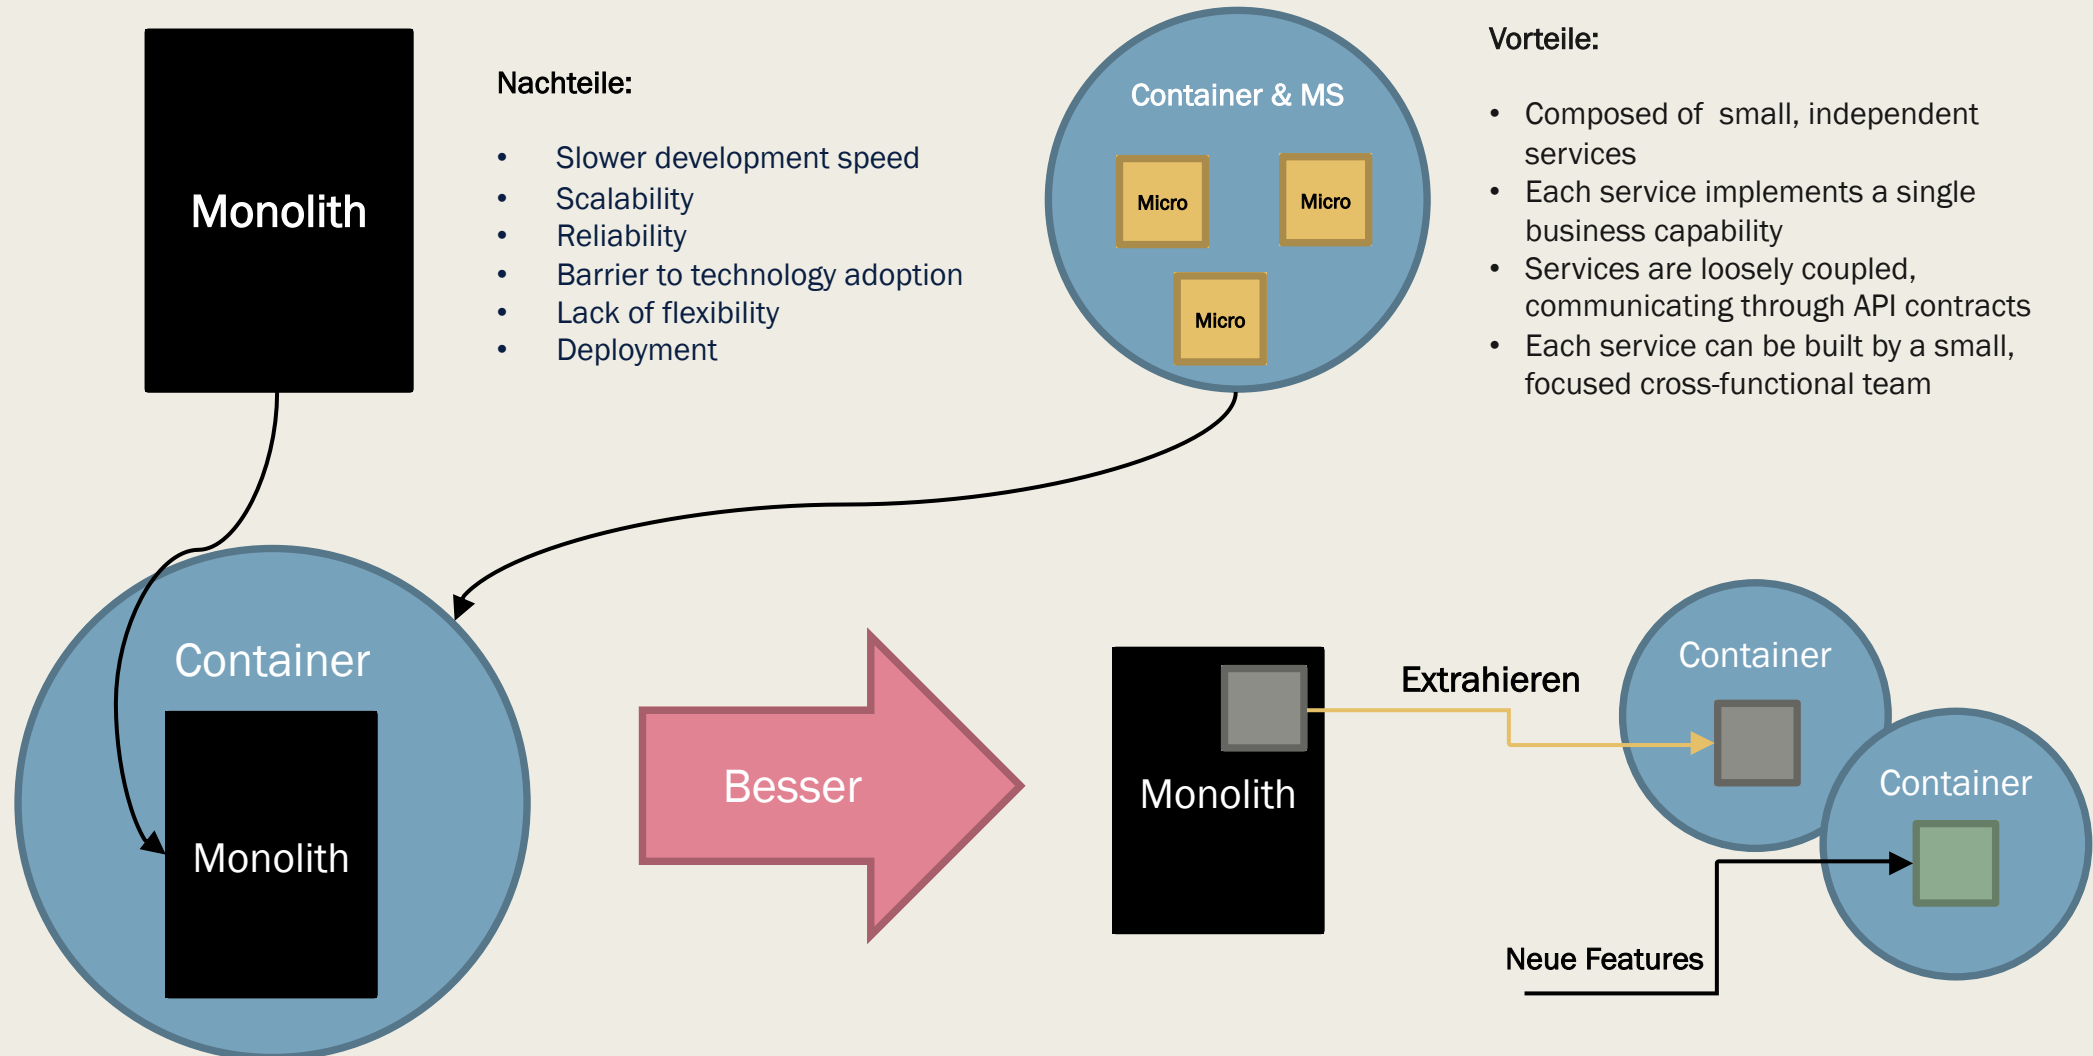 Monolith
Nachteile:
• Slower development speed
• Scalability
• Reliability
• Barrier to technology adoption
• Lack of flexibility
• Deployment
Container & MS
Micro
Micro
Micro
Vorteile:
• Composed of small, independent
services
• Each service implements a single
business capability
• Services are loosely coupled,
communicating through API contracts
• Each service can be built by a small,
focused cross-functional team
Container
Monolith
Besser
Monolith
Extrahieren
Container
Container
Neue Features